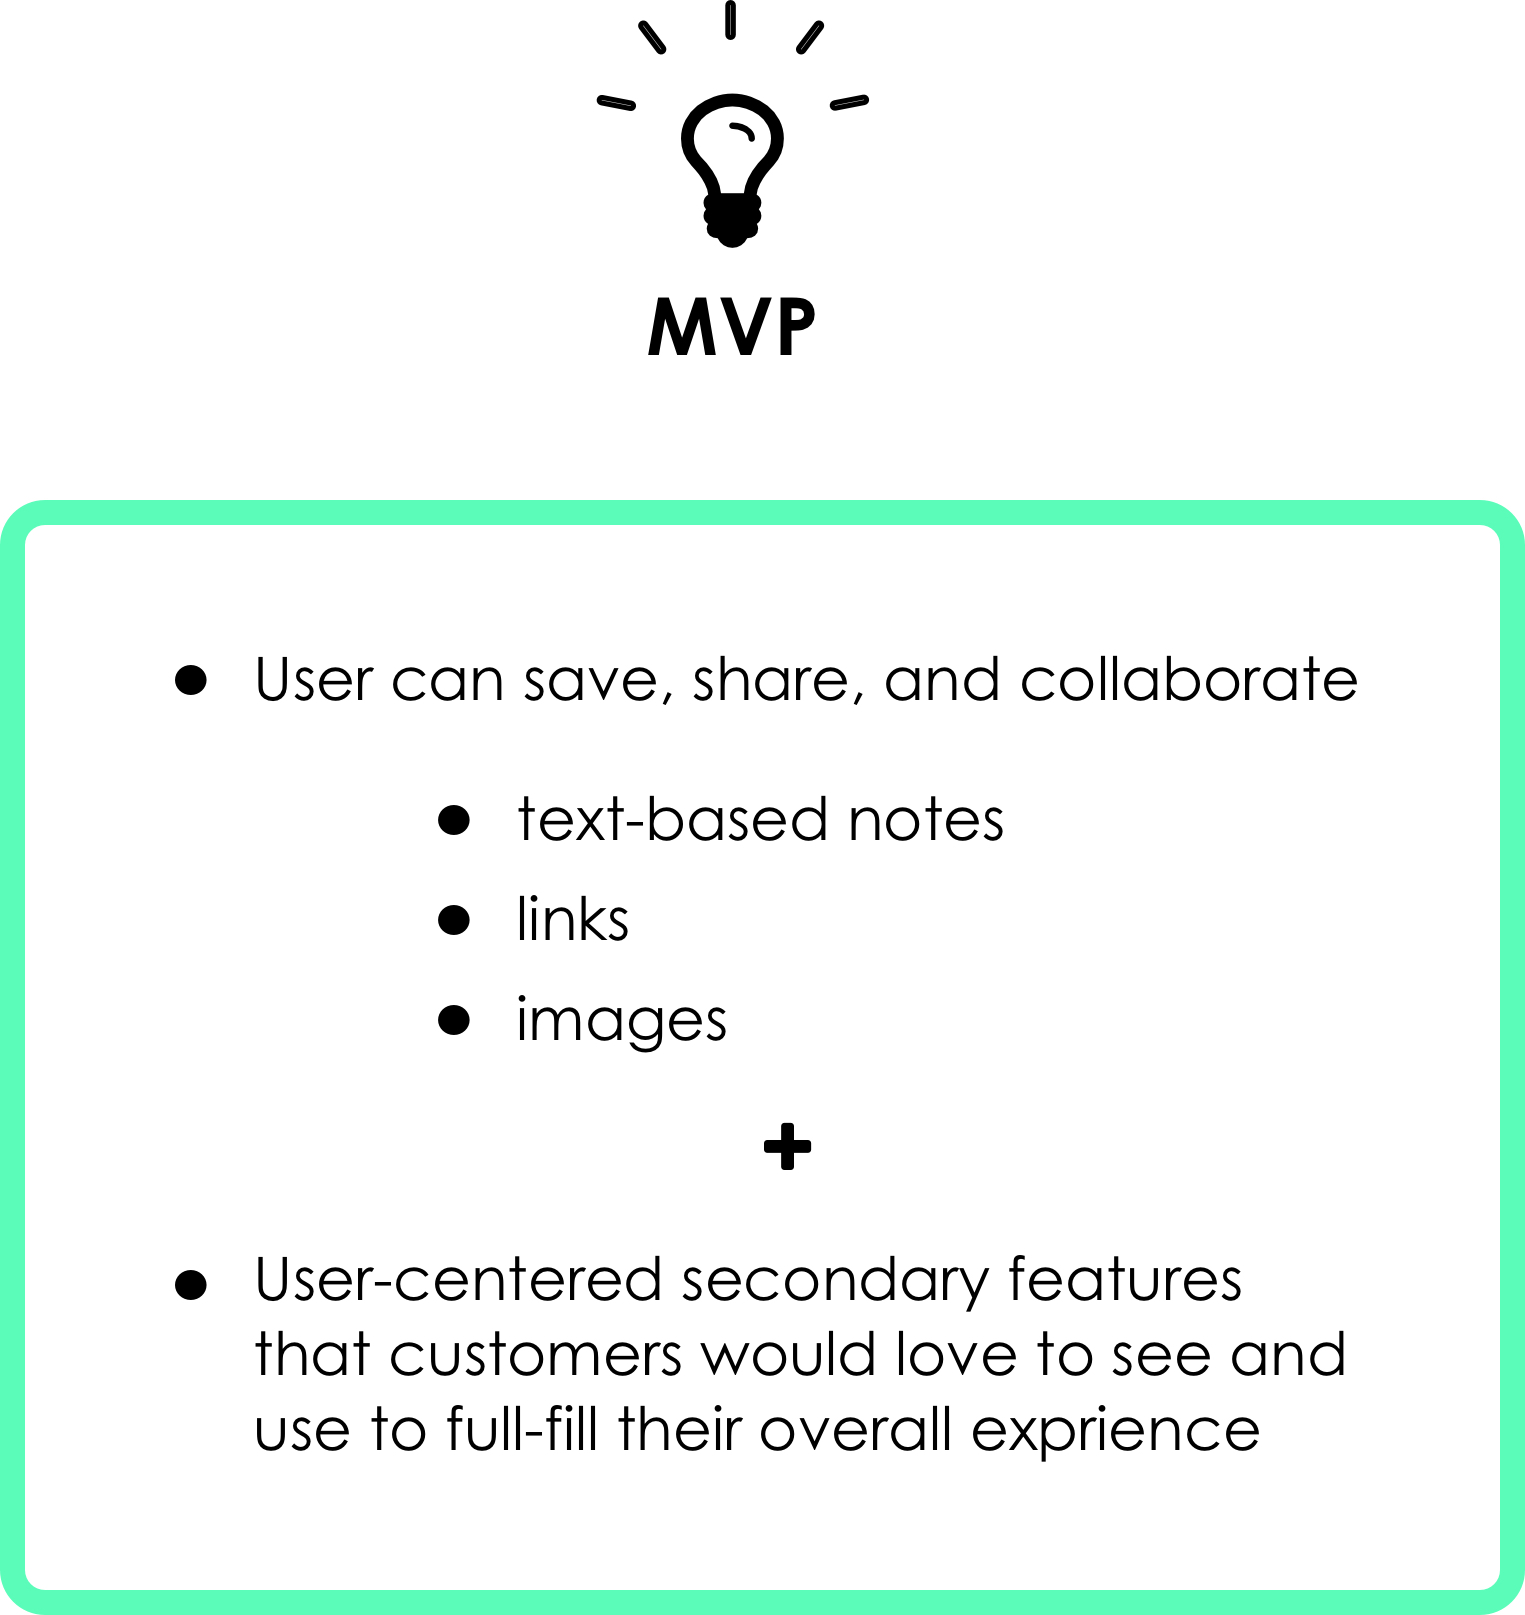 MVP
User can save, share, and collaborate
text-based notes
links
images
+
User-centered secondary features
that customers would love to see and
use to full-fill their overall exprience